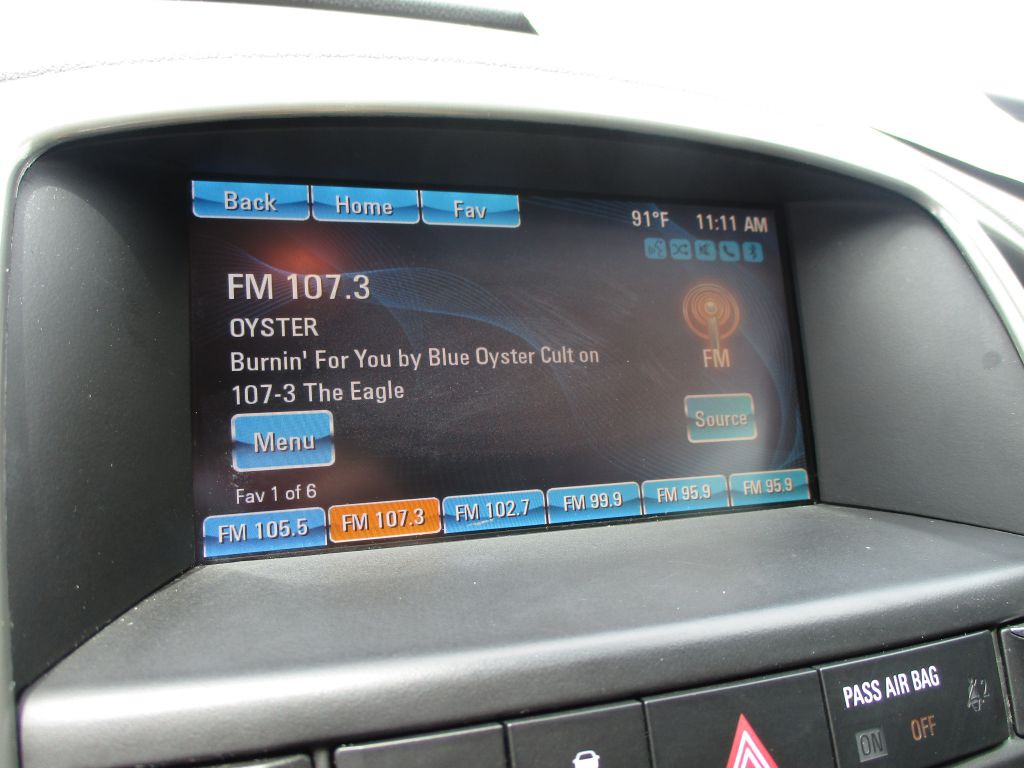 Back Home Fav 91°F 11:11 AM
FM 107.3
OYSTER
Burnin' For You by Blue Oyster Cult on
107-3 The Eagle
FM
Menu Source
Fav 1 of 6
FM 105.5 FM 107.3 FM 102.7 FM 99.9 FM 95.9 FM 95.9
PASS AIR BAG
ON OFF 2